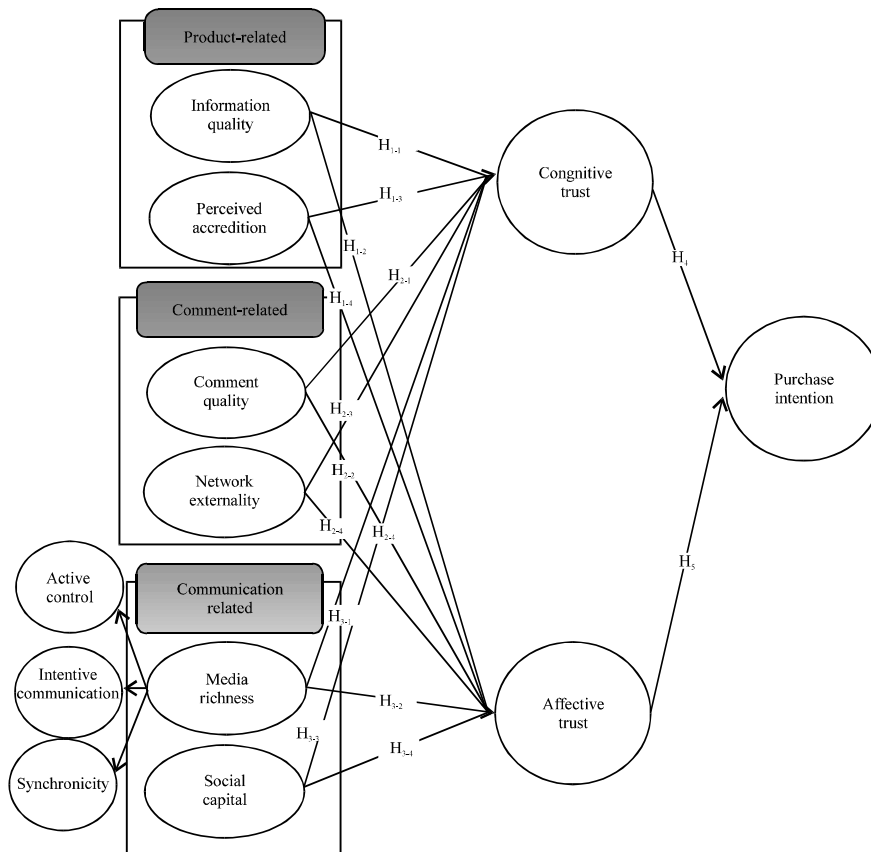 Product-related
Information
quality
Perceived
accredition
Comment-related
Comment
quality
Network
externality
Communication
related
Media
richness
Social
capital
Active
control
Intentive
communication
Synchronicity
H1-1
H1-3
H1-2
H2-1
H1-4
H2-3
H2-2
H2-4
H2-4
H3-1
H3-2
H3-3
H3-4
Congnitive
trust
Affective
trust
H4
H5
Purchase
intention